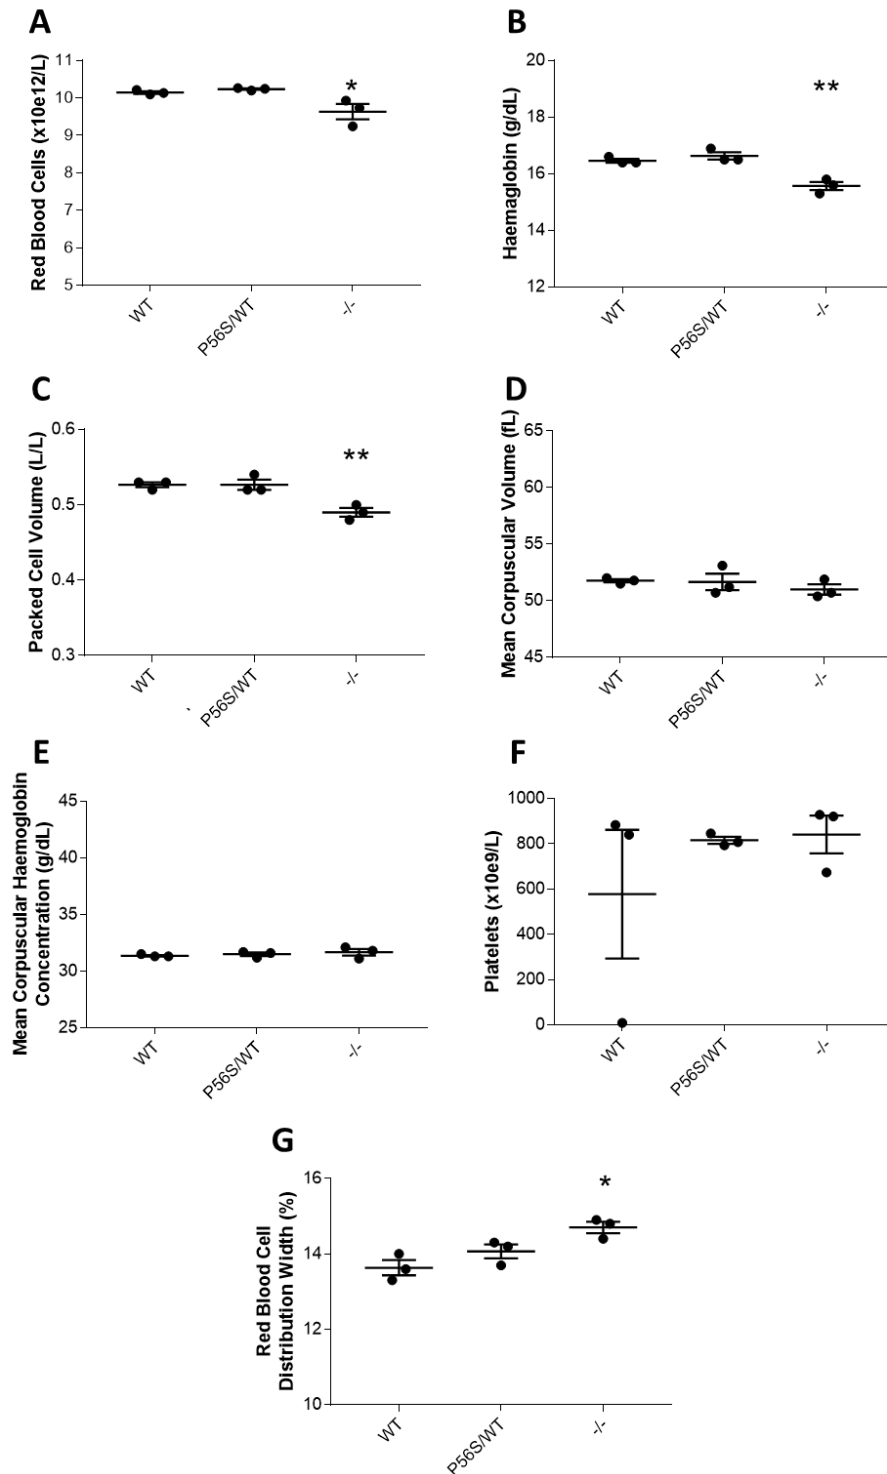 A
Red Blood Cells (x10e12/L)
11
10
9
8
7
6
5
*
WT
P56S/WT
-/-
B
Haemaglobin (g/dL)
20
18
16
14
12
**
WT
P56S/WT
-/-
C
Packed Cell Volume (L/L)
0.6
0.5
0.4
0.3
**
WT
P56S/WT
-/-
D
Mean Corpuscular Volume (fL)
65
60
55
50
45
WT
P56S/WT
-/-
E
Mean Corpuscular Haemoglobin
Concentration (g/dL)
45
40
35
30
25
WT
P56S/WT
-/-
F
Platelets (x10e9/L)
1000
800
600
400
200
0
WT
P56S/WT
-/-
G
Red Blood Cell
Distribution Width (%)
16
14
12
10
*
WT
P56S/WT
-/-